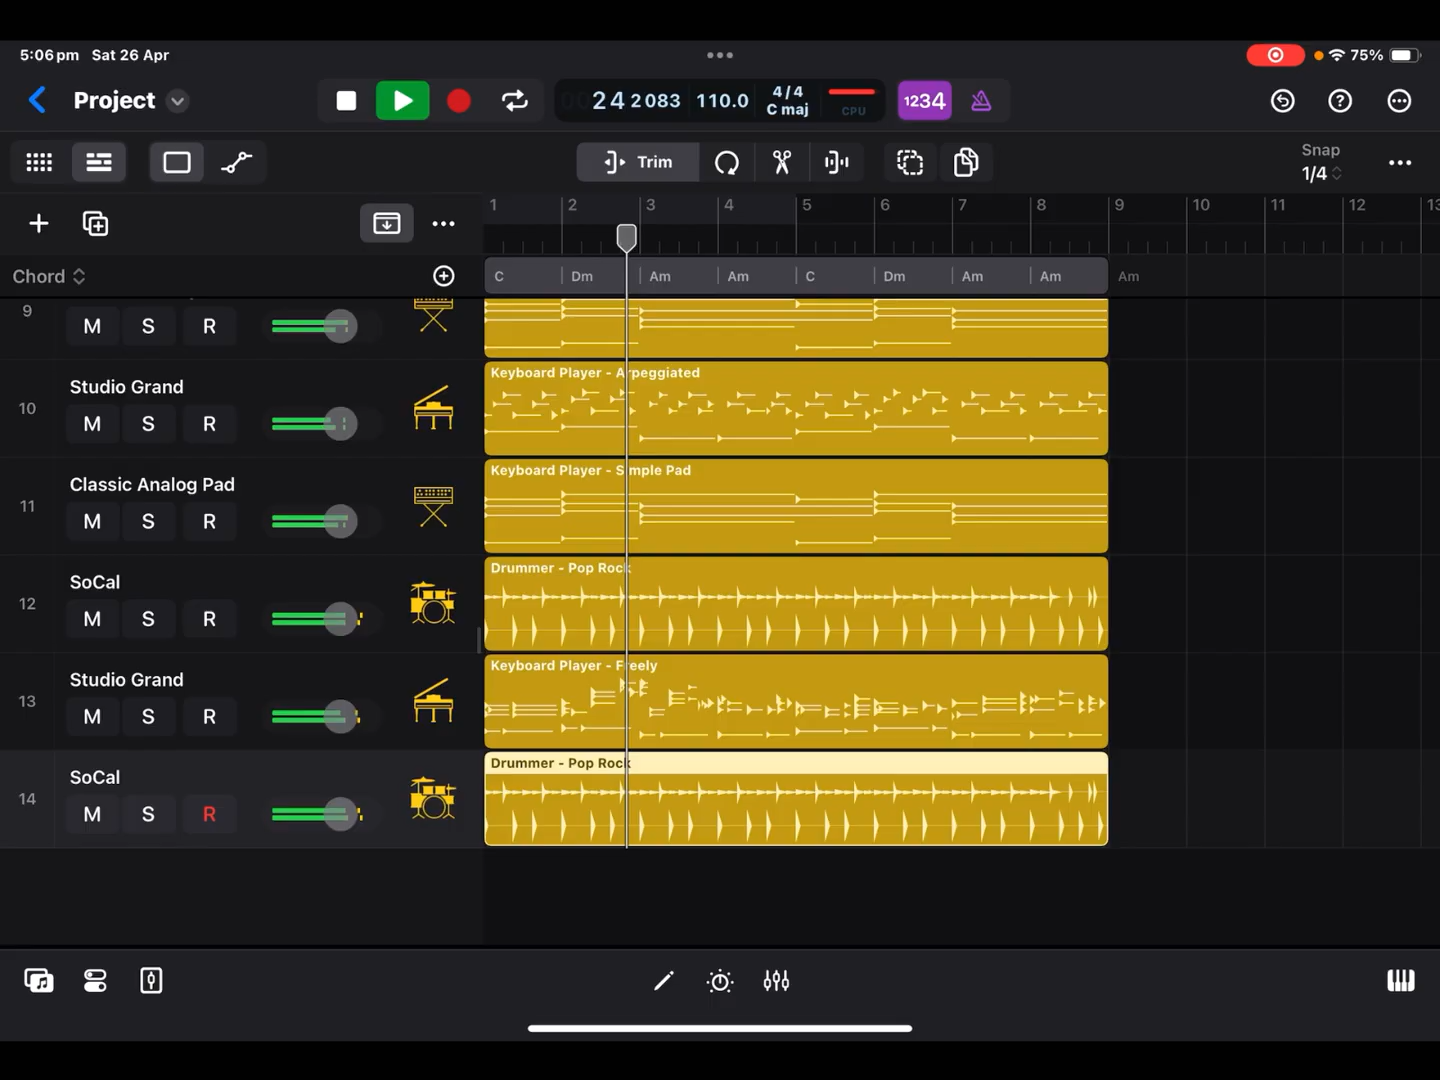 5:06 pm Sat 26 Apr
75%
Project
24 2 083 110.0 4/4
C maj CPU
1234
Trim
Snap
1/4
1 2 3 4 5 6 7 8 9 10 11 12 13
Chord
C Dm Am Am C Dm Am Am Am
9
M S R
Keyboard Player - Arpeggiated
Studio Grand
10
M S R
Keyboard Player - Simple Pad
Classic Analog Pad
11
M S R
Drummer - Pop Rock
SoCal
12
M S R
Keyboard Player - Freely
Studio Grand
13
M S R
Drummer - Pop Rock
SoCal
14
M S R